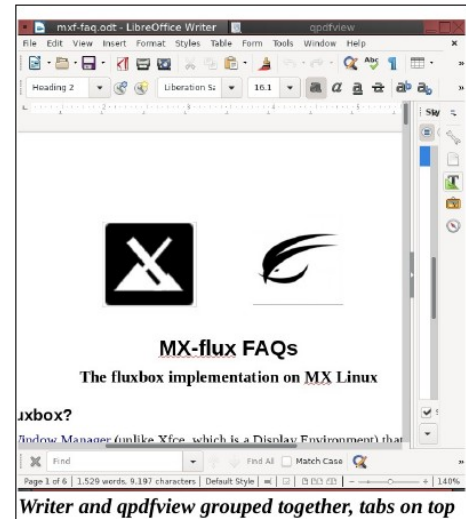 mxf-faq.odt - LibreOffice Writer qpdfview
File Edit View Insert Format Styles Table Form Tools Window Help
Heading 2 Liberation Sa 16.1 a a a a ab ab
MX-flux FAQs
The fluxbox implementation on MX Linux
uxbox?
Window Manager (unlike Xfce, which is a Display Environment) that
Find Find All Match Case
Page 1 of 6 1.529 words, 9.197 characters Default Style 140%
Writer and qpdfview grouped together, tabs on top